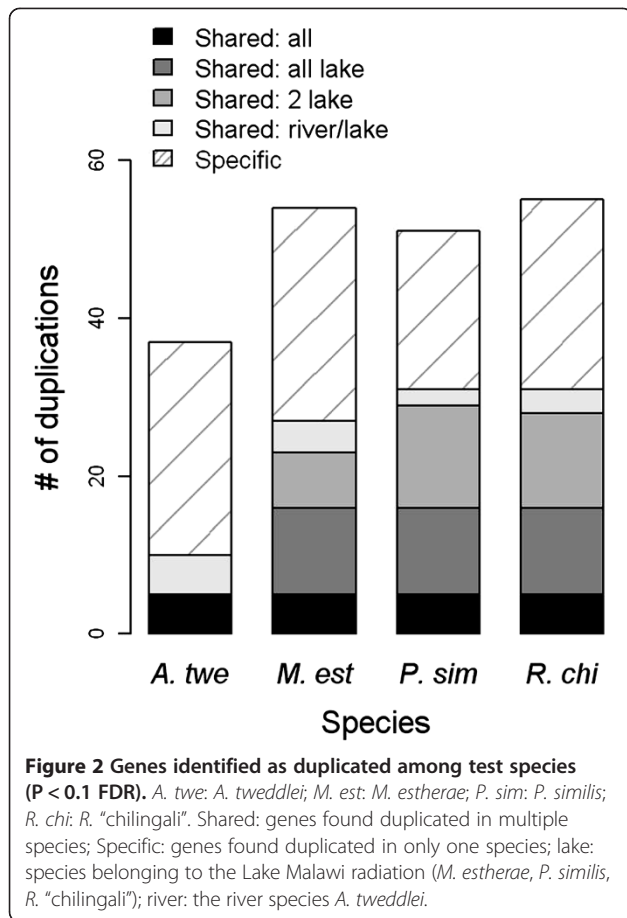 Shared: all
Shared: all lake
Shared: 2 lake
Shared: river/lake
Specific
60
40
20
0
# of duplications
A. twe M. est P. sim R. chi
Species
Figure 2 Genes identified as duplicated among test species
(P < 0.1 FDR). A. twe: A. tweddlei; M. est: M. estherae; P. sim: P. similis;
R. chi: R. “chilingali”. Shared: genes found duplicated in multiple
species; Specific: genes found duplicated in only one species; lake:
species belonging to the Lake Malawi radiation (M. estherae, P. similis,
R. “chilingali”); river: the river species A. tweddlei.